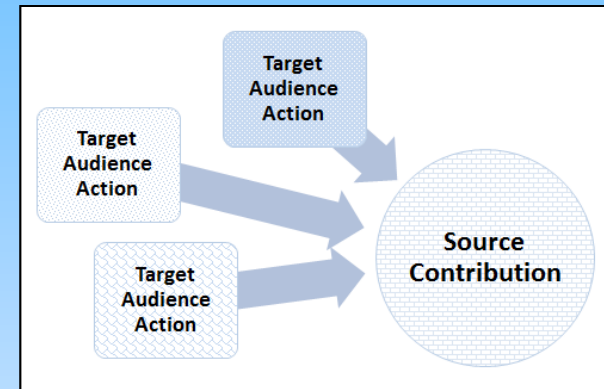 Target
Audience
Action
Target
Audience
Action
Target
Audience
Action
Source
Contribution